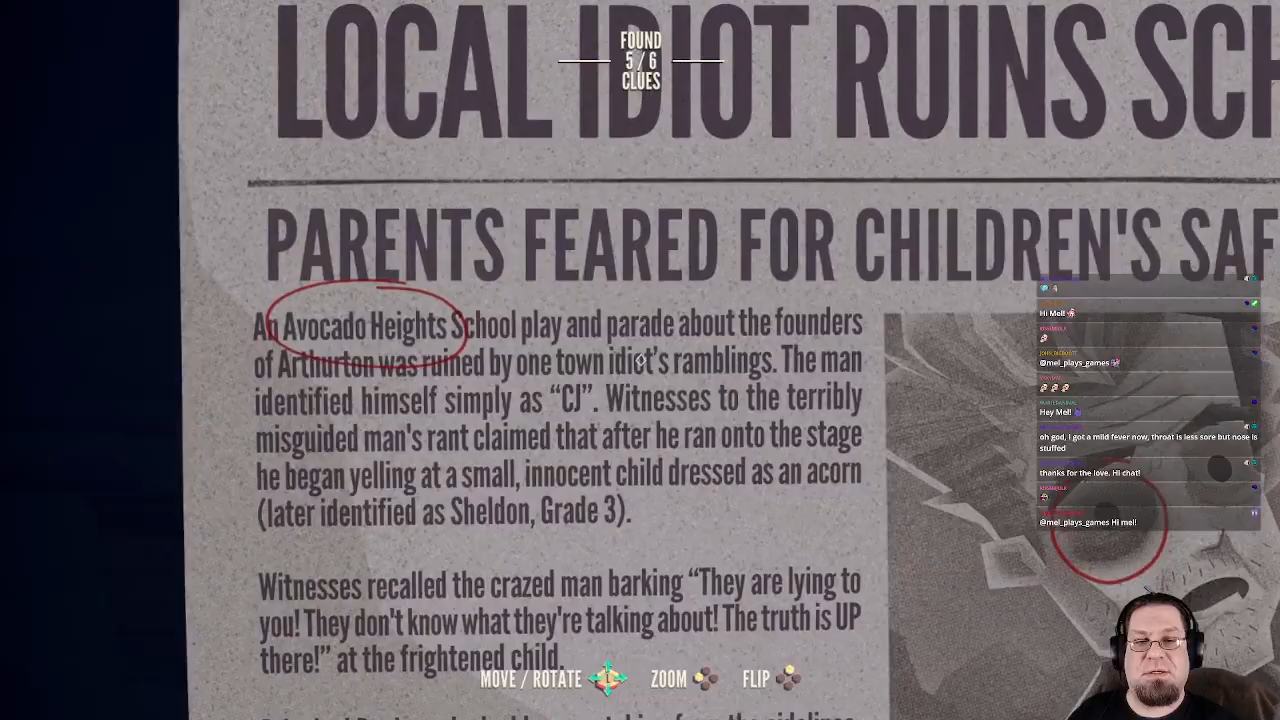 FOUND
5 / 6
CLUES
LOCAL IDIOT RUINS SCH
PARENTS FEARED FOR CHILDREN'S SAF
An Avocado Heights School play and parade about the founders
of Arthurton was ruined by one town idiot's ramblings. The man
identified himself simply as “CJ”. Witnesses to the terribly
misguided man's rant claimed that after he ran onto the stage
he began yelling at a small, innocent child dressed as an acorn
(later identified as Sheldon, Grade 3).
Witnesses recalled the crazed man barking “They are lying to
you! They don't know what they're talking about! The truth is UP
there!” at the frightened child.
MOVE / ROTATE ZOOM FLIP
4
Hi Mel!
@mel_plays_games
Hey Mel!
oh god, I got a mild fever now, throat is less sore but nose is
stuffed
thanks for the love. Hi chat!
@mel_plays_games Hi mel!